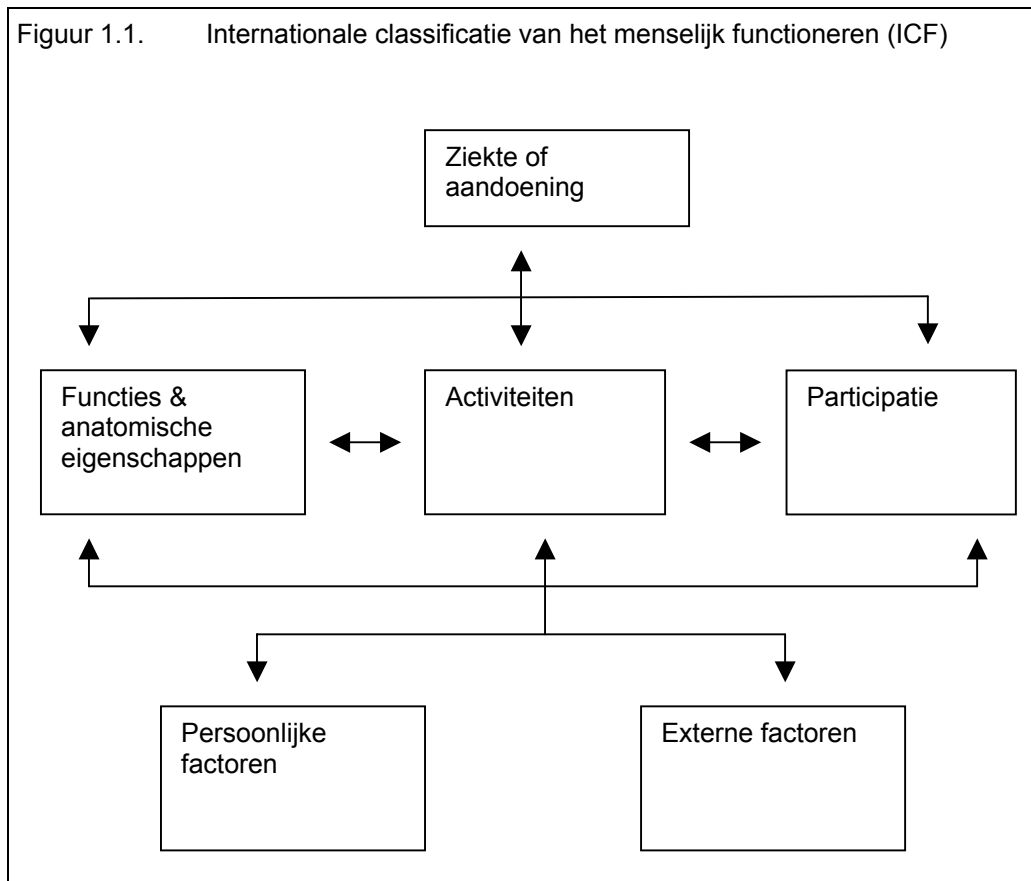 Figuur 1.1. Internationale classificatie van het menselijk functioneren (ICF)
Ziekte of
aandoening
Functies &
anatomische
eigenschappen
Activiteiten
Participatie
Persoonlijke
factoren
Externe factoren